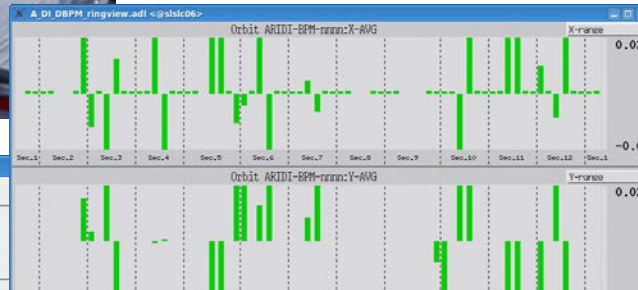 A_DI_DBPM_ringview.adl <@slslc06>
Orbit ARIDI-BPM-nnnn:X-AVG
X-range
0.02
-0.0
Sec.1 Sec.2 Sec.3 Sec.4 Sec.5 Sec.6 Sec.7 Sec.8 Sec.9 Sec.10 Sec.11 Sec.12 Sec.1
Orbit ARIDI-BPM-nnnn:Y-AVG
Y-range
0.02